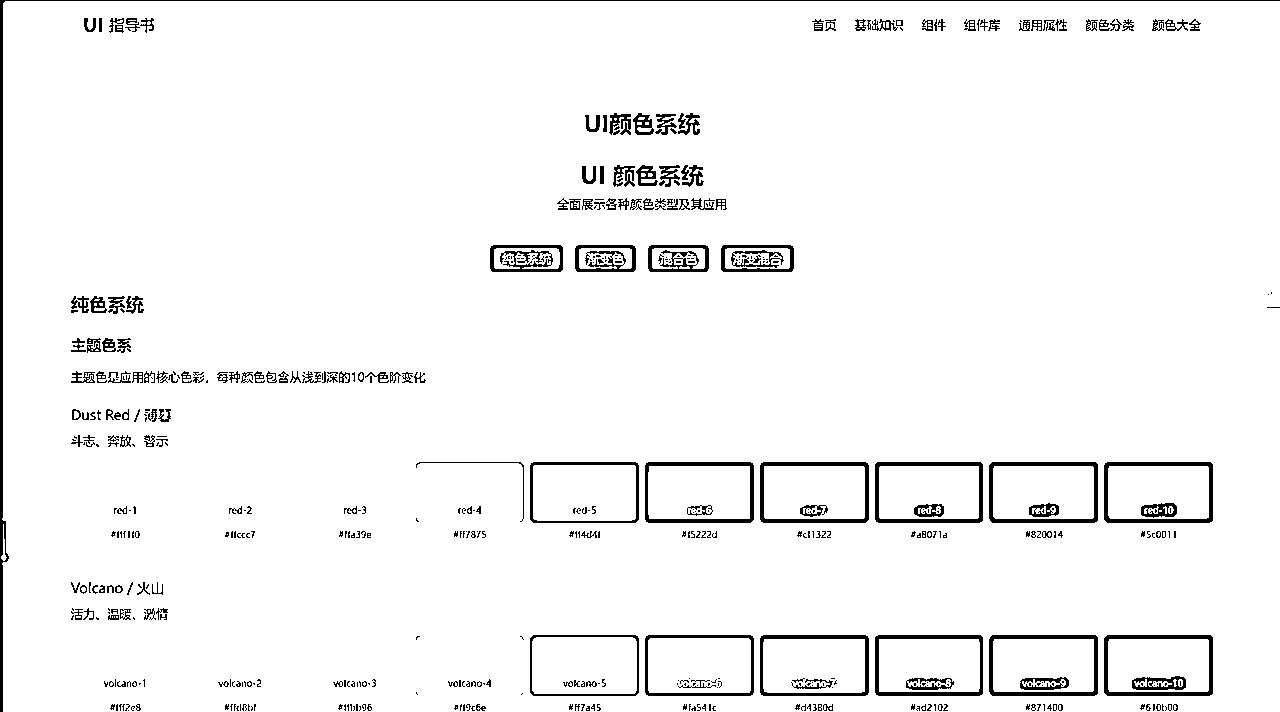 UI 指导书
首页 基础知识 组件 组件库 通用属性 颜色分类 颜色大全
UI颜色系统
UI 颜色系统
全面展示各种颜色类型及其应用
纯色系统 渐变色 混合色 渐变混合
纯色系统
主题色系
主题色是应用的核心色彩，每种颜色包含从浅到深的10个色阶变化
Dust Red / 薄暮
斗志、奔放、警示
red-1 red-2 red-3 red-4 red-5 red-6 red-7 red-8 red-9 red-10
#fff1f0 #ffccc7 #ffa39e #ff7875 #ff4d4f #f5222d #cf1322 #a8071a #820014 #5c0011
Volcano / 火山
活力、温暖、激情
volcano-1 volcano-2 volcano-3 volcano-4 volcano-5 volcano-6 volcano-7 volcano-8 volcano-9 volcano-10
#fff2e8 #ffd8bf #ffbb96 #ff9c6e #ff7a45 #fa541c #d4380d #ad2102 #871400 #610b00